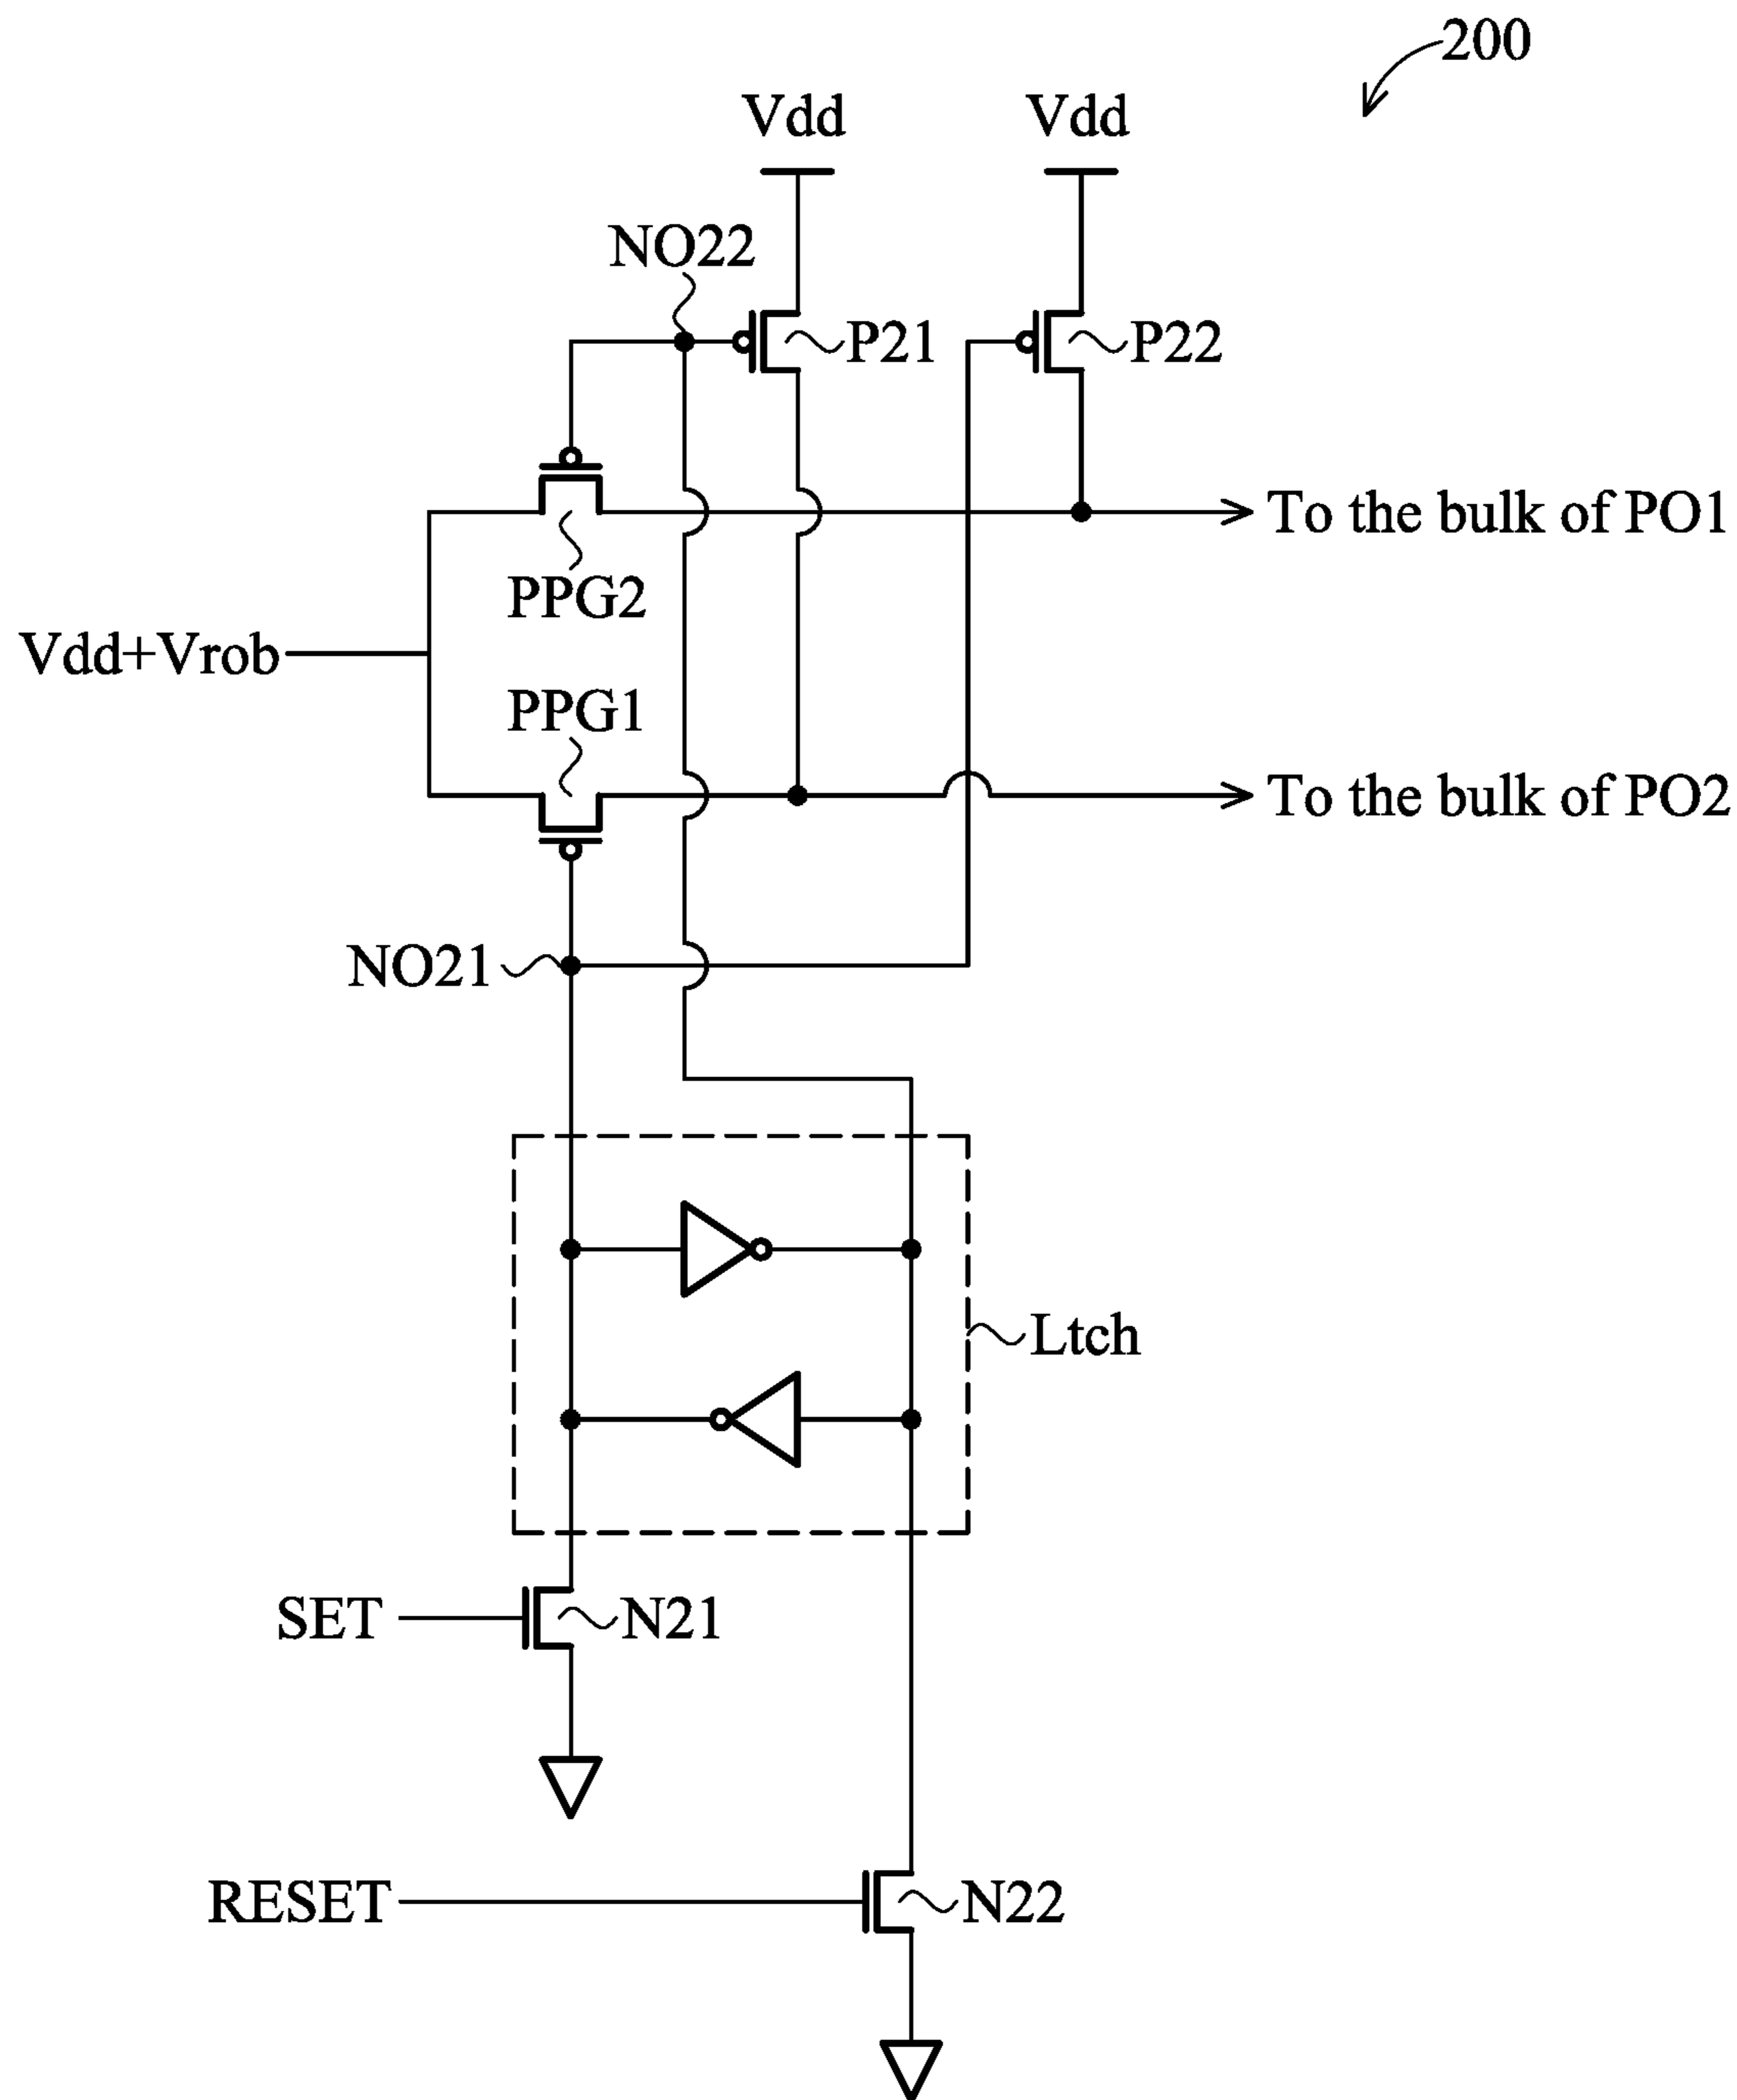 200
Vdd
Vdd
NO22
P21
P22
To the bulk of PO1
PPG2
Vdd+Vrob
PPG1
To the bulk of PO2
NO21
Ltch
SET
N21
RESET
N22